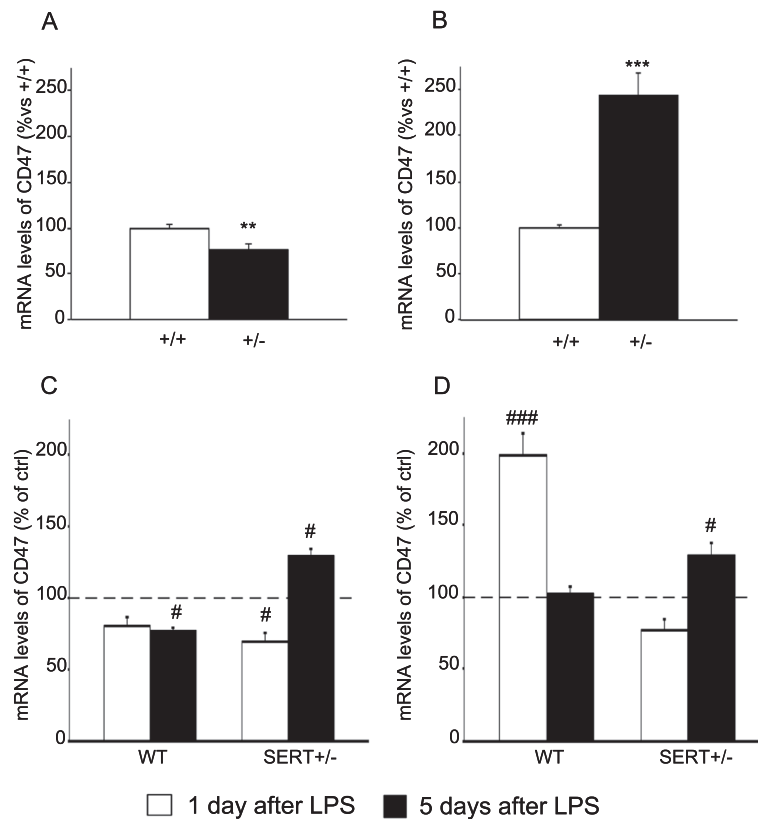 A
mRNA levels of CD47 (%vs +/+)
250
200
150
100
50
0
**
+/+ +/-
B
mRNA levels of CD47 (%vs +/+)
250
200
150
100
50
0
***
+/+ +/-
C
mRNA levels of CD47 (% of ctrl)
200
150
100
50
0
# # #
WT SERT+/-
D
mRNA levels of CD47 (% of ctrl)
200
150
100
50
0
### #
WT SERT+/-
1 day after LPS 5 days after LPS